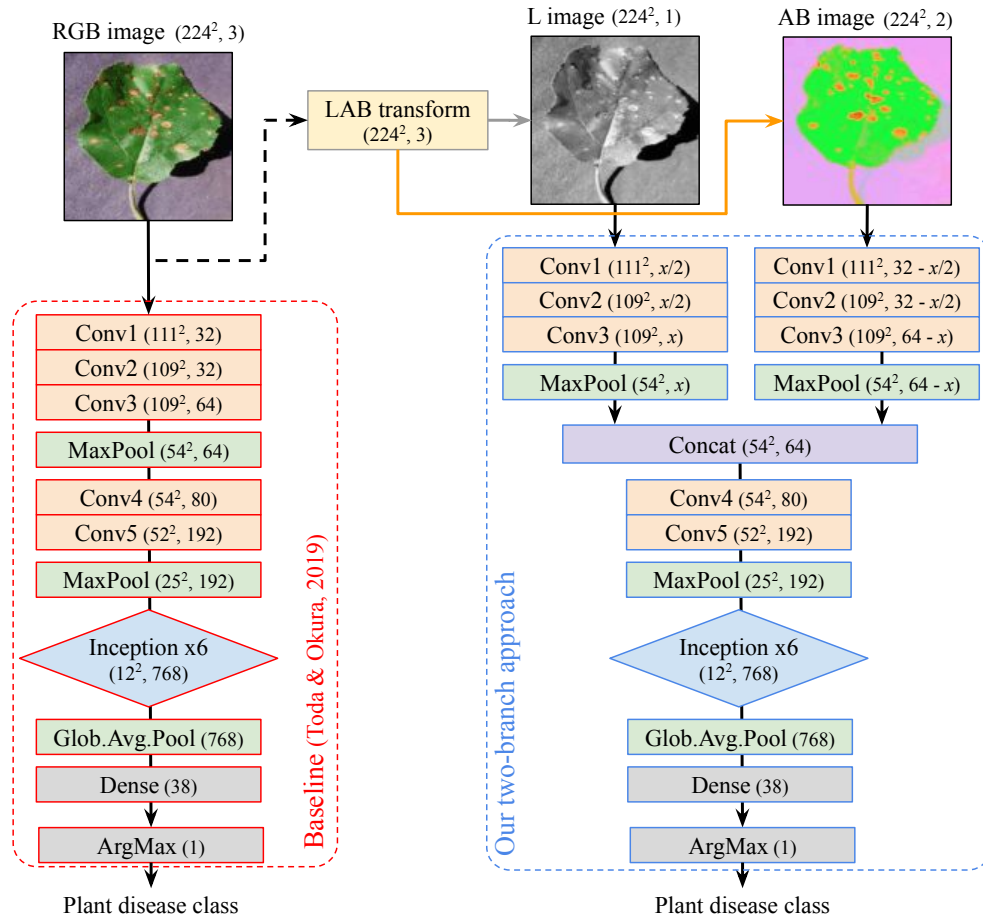 RGB image (224², 3)
L image (224², 1)
AB image (224², 2)
LAB transform
(224², 3)
Conv1 (111², 32)
Conv2 (109², 32)
Conv3 (109², 64)
MaxPool (54², 64)
Conv4 (54², 80)
Conv5 (52², 192)
MaxPool (25², 192)
Inception x6
(12², 768)
Glob.Avg.Pool (768)
Dense (38)
ArgMax (1)
Plant disease class
Baseline (Toda & Okura, 2019)
Conv1 (111², x/2)
Conv2 (109², x/2)
Conv3 (109², x)
MaxPool (54², x)
Conv1 (111², 32 - x/2)
Conv2 (109², 32 - x/2)
Conv3 (109², 64 - x)
MaxPool (54², 64 - x)
Concat (54², 64)
Conv4 (54², 80)
Conv5 (52², 192)
MaxPool (25², 192)
Inception x6
(12², 768)
Glob.Avg.Pool (768)
Dense (38)
ArgMax (1)
Plant disease class
Our two-branch approach